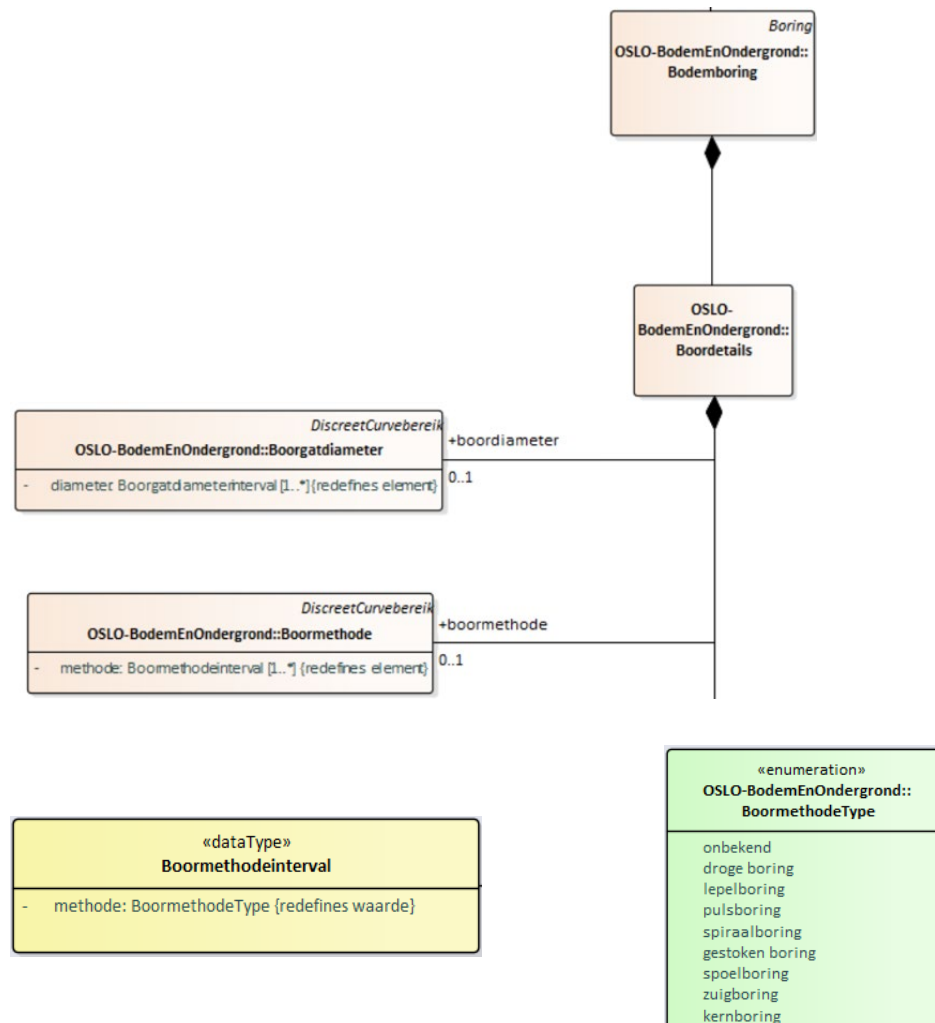 Boring
OSLO-BodemEnOndergrond::
Bodemboring
OSLO-
BodemEnOndergrond::
Boordetails
DiscreetCurvebereik
OSLO-BodemEnOndergrond::Boorgatdiameter
- diameter: Boorgatdiameterinterval [1..*] {redefines element}
+boordiameter
0..1
DiscreetCurvebereik
OSLO-BodemEnOndergrond::Boormethode
- methode: Boormethodeinterval [1..*] {redefines element}
+boormethode
0..1
«dataType»
Boormethodeinterval
- methode: BoormethodeType {redefines waarde}
«enumeration»
OSLO-BodemEnOndergrond::
BoormethodeType
onbekend
droge boring
lepelboring
pulsboring
spiraalboring
gestoken boring
spoelboring
zuigboring
kernboring